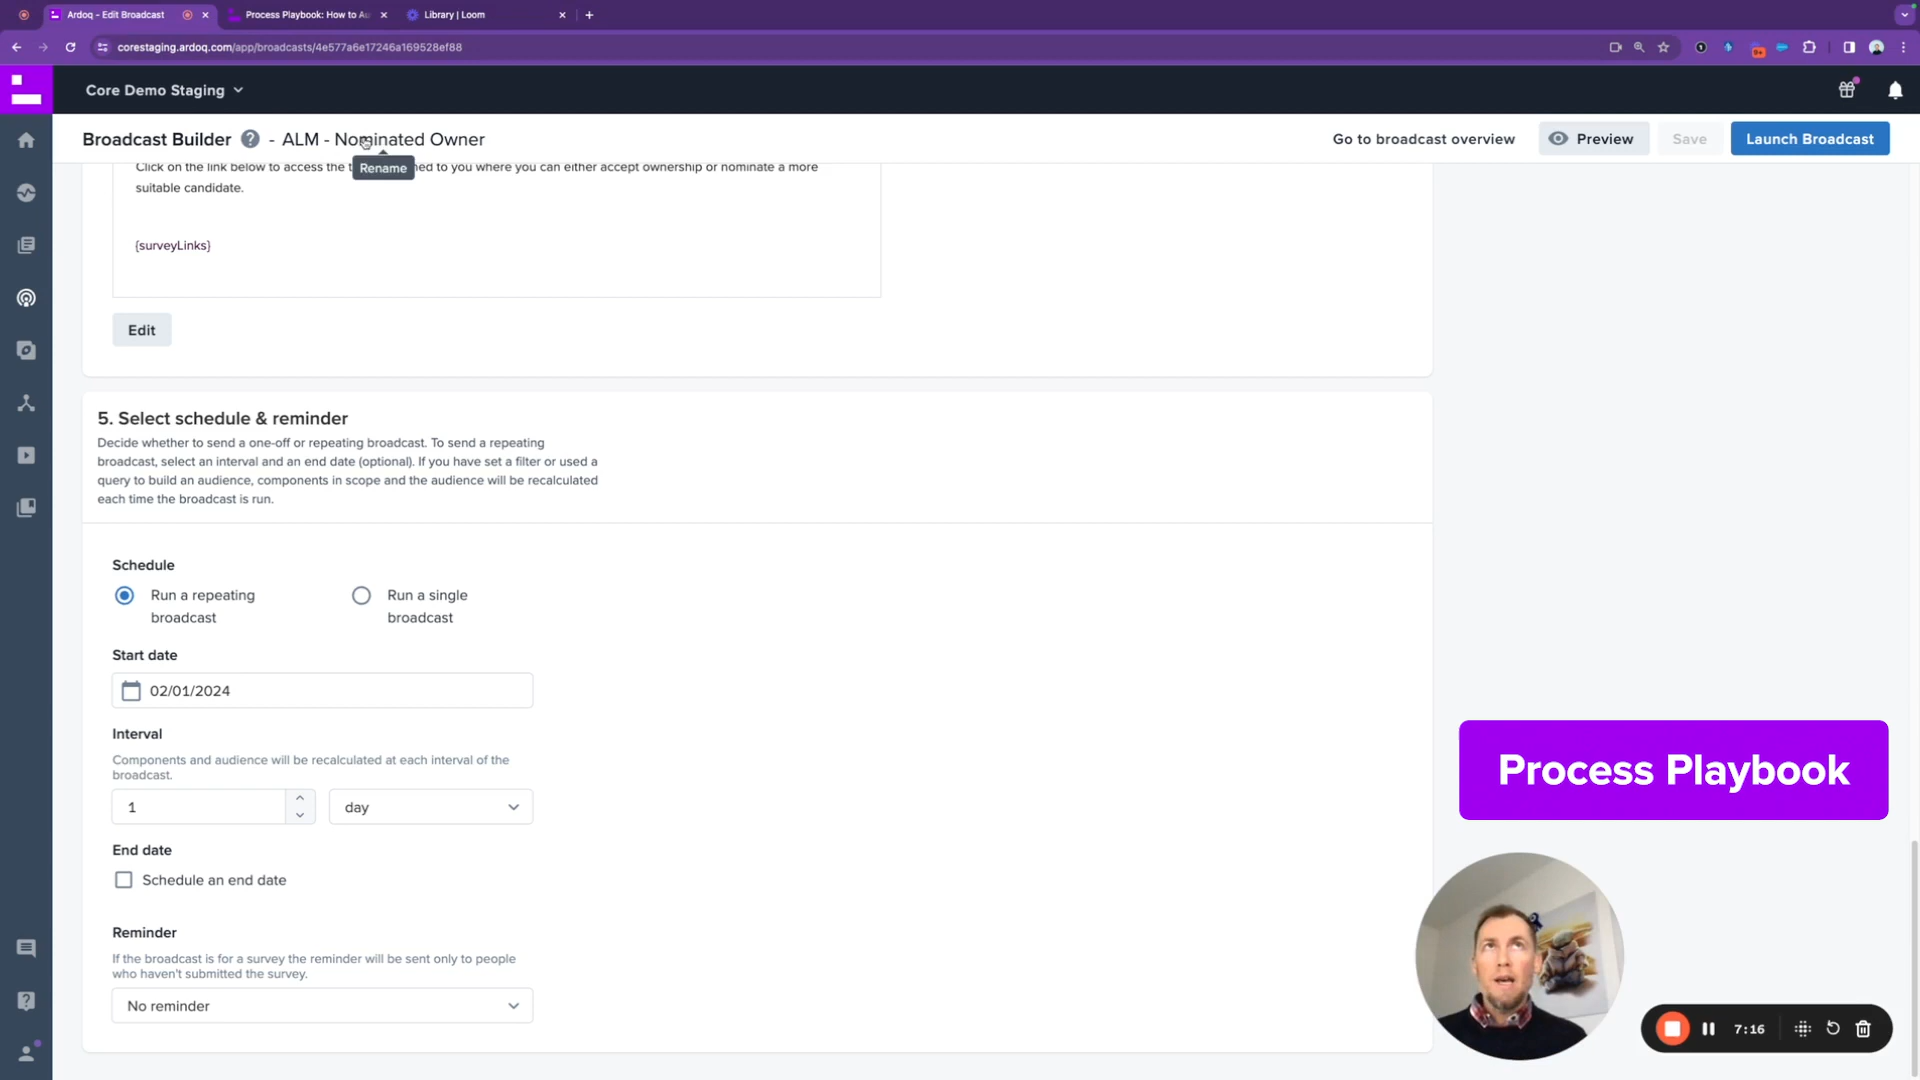 Ardoq - Edit Broadcast
Process Playbook: How to Au
Library | Loom
corestaging.ardoq.com/app/broadcasts/4e577a6e17246a169528ef88
Core Demo Staging
Broadcast Builder ? - ALM - Nominated Owner
Go to broadcast overview
Preview
Save
Launch Broadcast
Rename
Click on the link below to access the t ned to you where you can either accept ownership or nominate a more
suitable candidate.
{surveyLinks}
Edit
5. Select schedule & reminder
Decide whether to send a one-off or repeating broadcast. To send a repeating
broadcast, select an interval and an end date (optional). If you have set a filter or used a
query to build an audience, components in scope and the audience will be recalculated
each time the broadcast is run.
Schedule
Run a repeating
broadcast
Run a single
broadcast
Start date
02/01/2024
Interval
Components and audience will be recalculated at each interval of the
broadcast.
1
day
End date
Schedule an end date
Reminder
If the broadcast is for a survey the reminder will be sent only to people
who haven't submitted the survey.
No reminder
Process Playbook
7:16